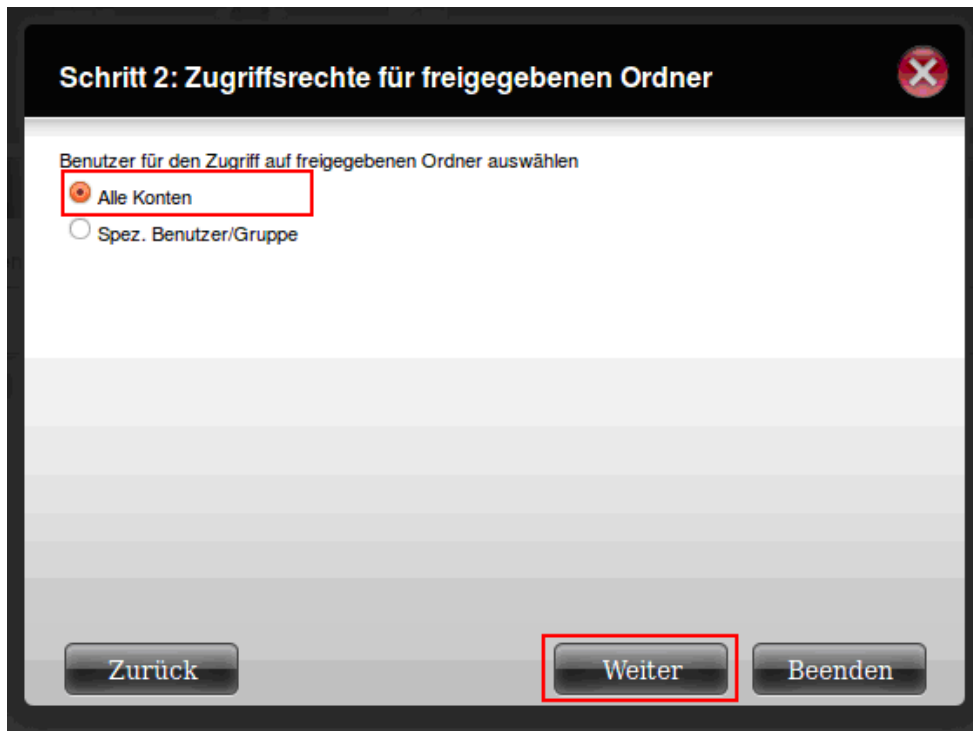 Schritt 2: Zugriffsrechte für freigegebenen Ordner
Benutzer für den Zugriff auf freigegebenen Ordner auswählen
Alle Konten
Spez. Benutzer/Gruppe
Zurück
Weiter
Beenden